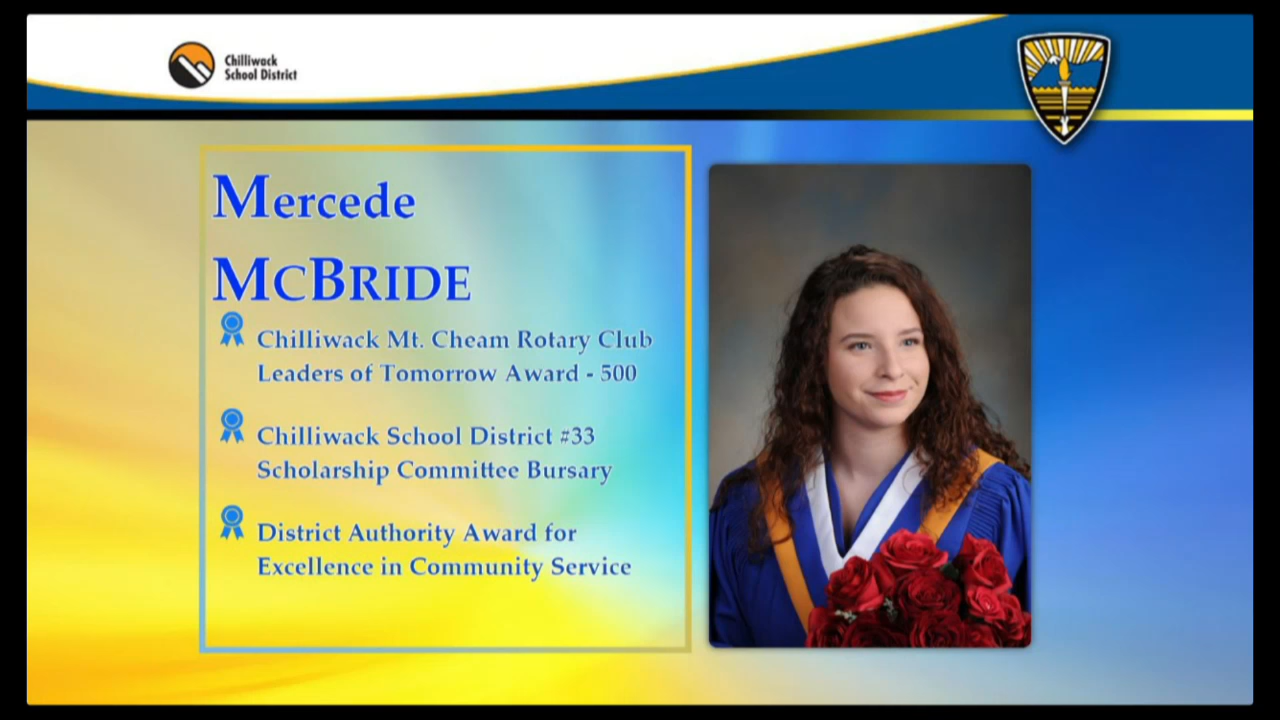 Chilliwack
School District
Mercede
McBRIDE
Chilliwack Mt. Cheam Rotary Club
Leaders of Tomorrow Award - 500
Chilliwack School District #33
Scholarship Committee Bursary
District Authority Award for
Excellence in Community Service